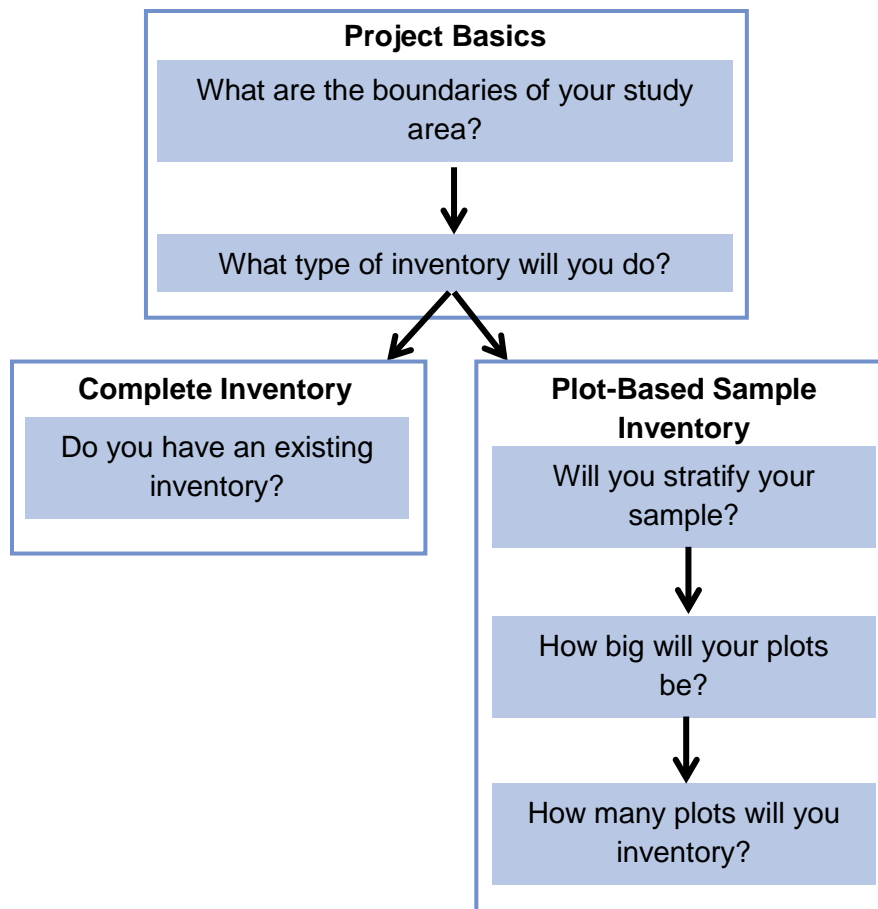 Project Basics
What are the boundaries of your study
area?
What type of inventory will you do?
Complete Inventory
Do you have an existing
inventory?
Plot-Based Sample
Inventory
Will you stratify your
sample?
How big will your plots
be?
How many plots will you
inventory?